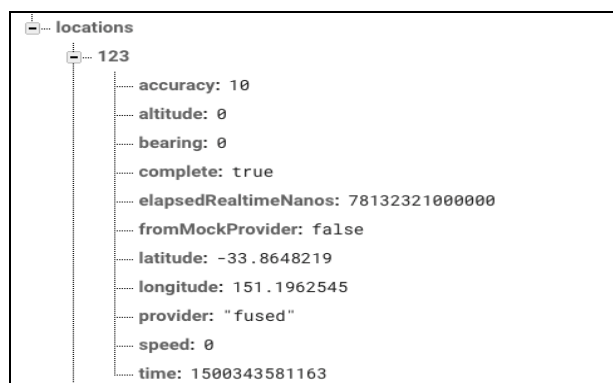 locations
123
accuracy: 10
altitude: 0
bearing: 0
complete: true
elapsedRealtimeNanos: 78132321000000
fromMockProvider: false
latitude: -33.8648219
longitude: 151.1962545
provider: "fused"
speed: 0
time: 1500343581163